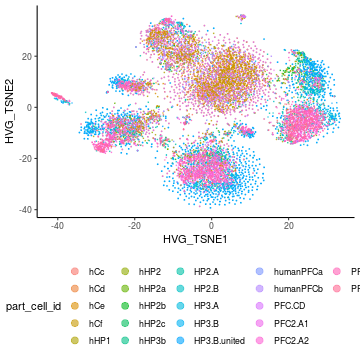 20
0
-20
-40
HVG_TSNE2
-40
-20
0
20
HVG_TSNE1
part_cell_id
hCc
hHP2
HP2.A
humanPFCa
hCd
hHP2a
HP2.B
humanPFCb
hCe
hHP2b
HP3.A
PFC.CD
hCf
hHP2c
HP3.B
PFC2.A1
hHP1
hHP3b
HP3.B.united
PFC2.A2